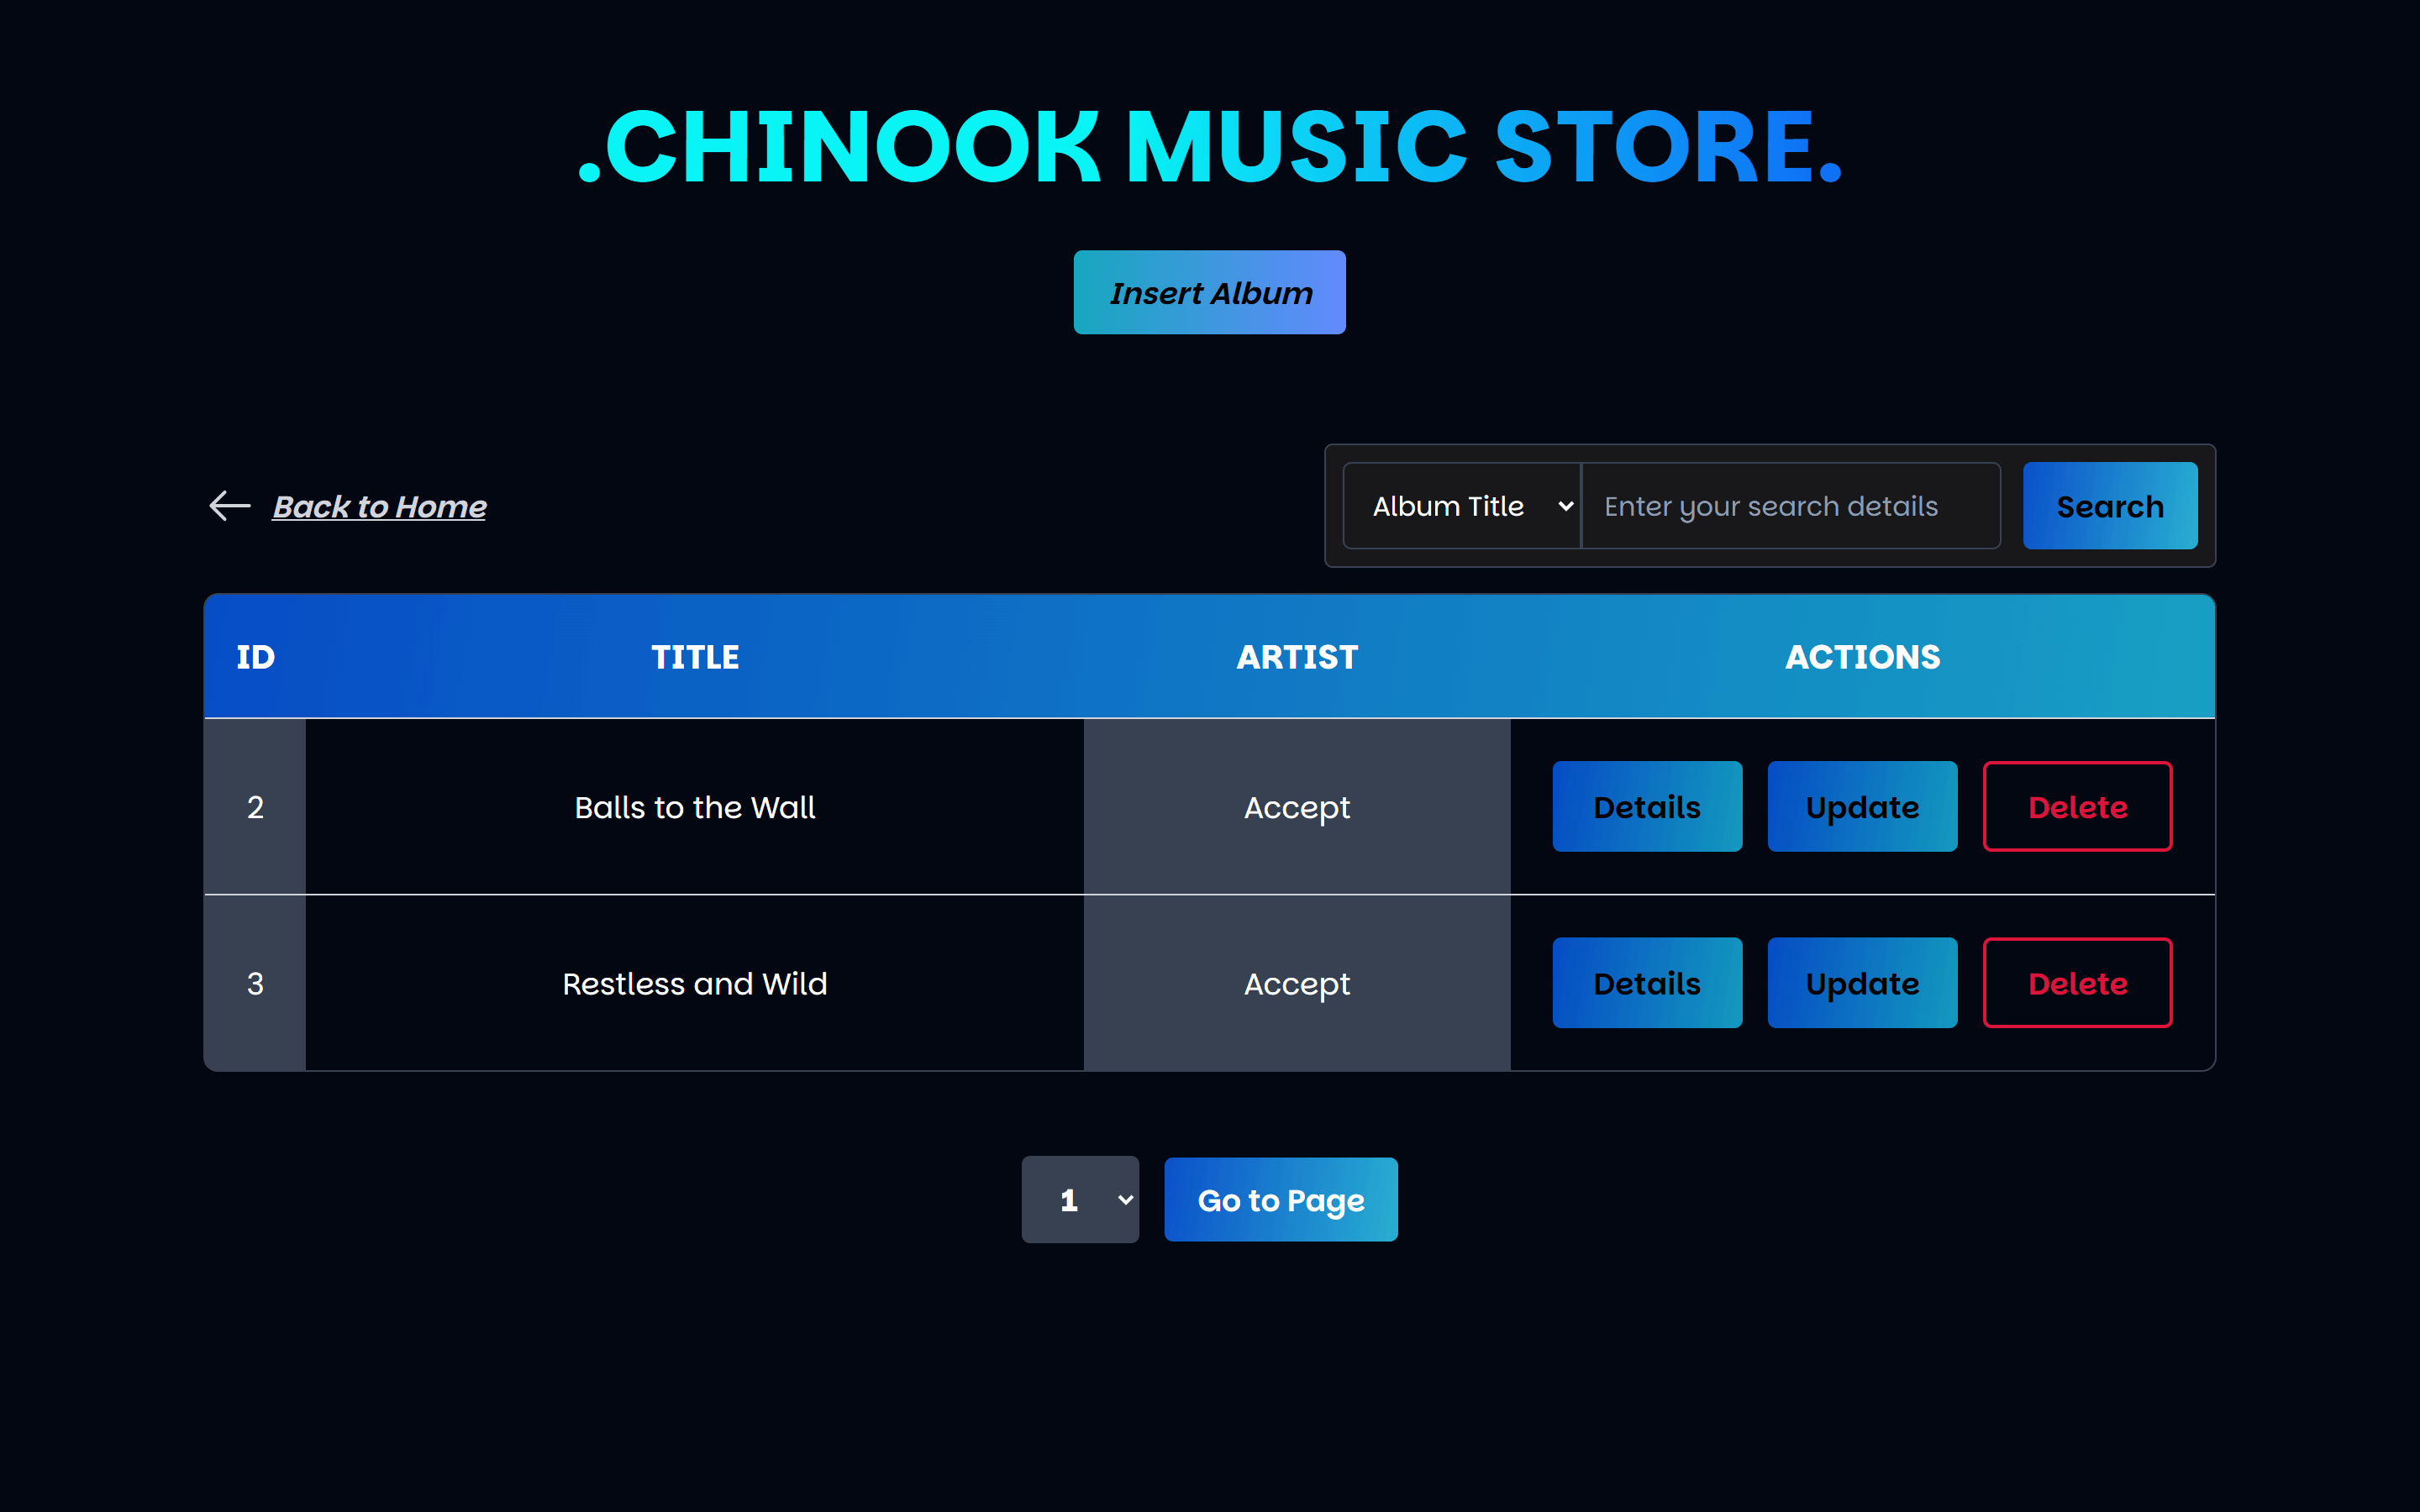 .CHINOOK MUSIC STORE.
Insert Album
Back to Home
Album Title Enter your search details Search
ID TITLE ARTIST ACTIONS
2 Balls to the Wall Accept Details Update Delete
3 Restless and Wild Accept Details Update Delete
1 Go to Page